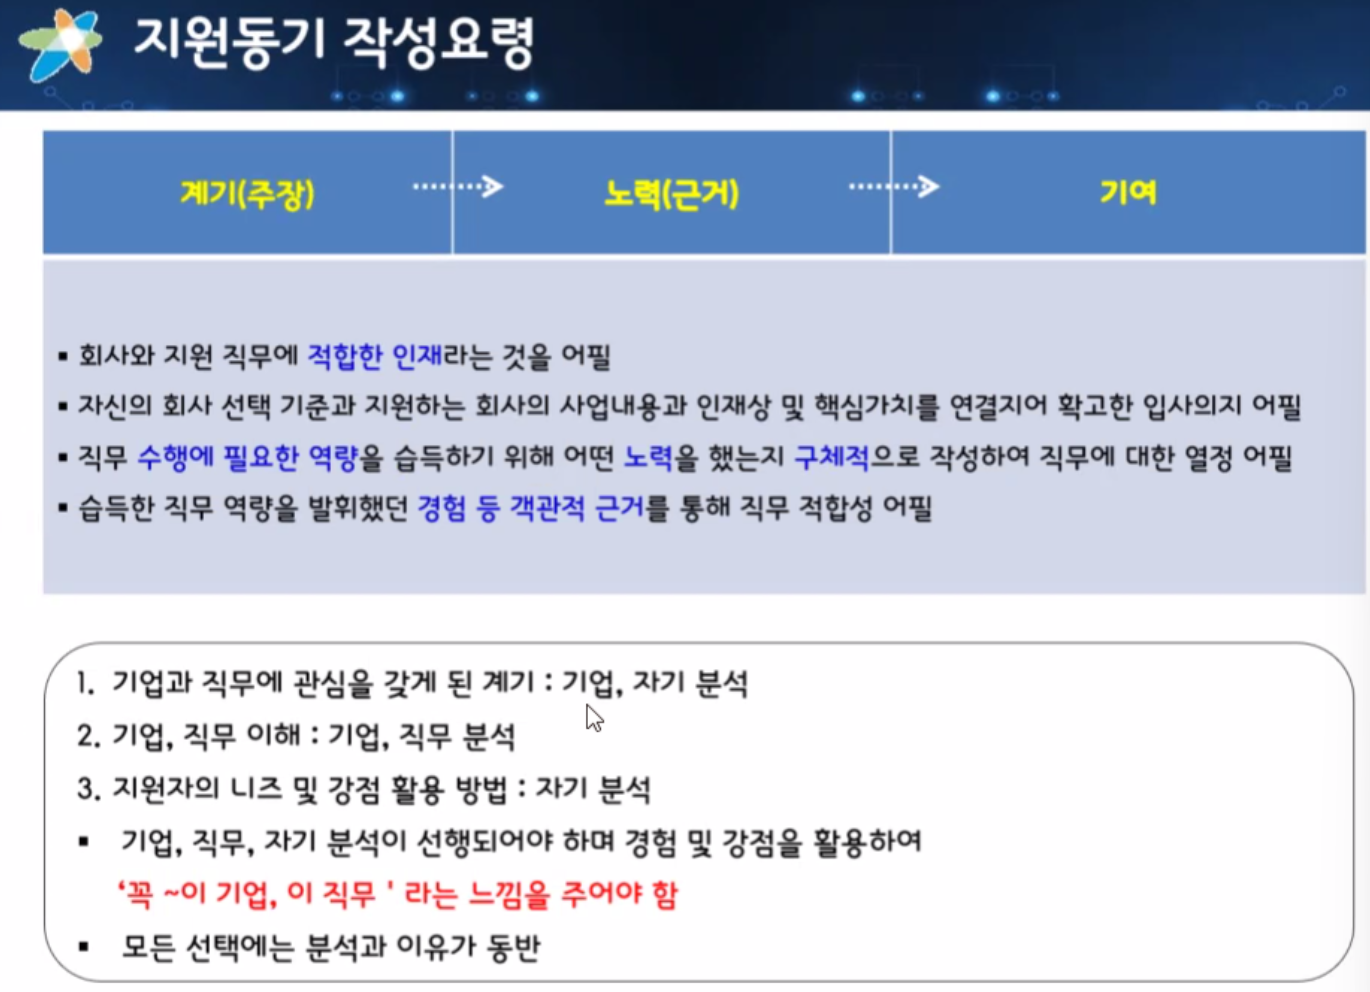 지원동기 작성요령
계기(주장)
노력(근거)
기여
▪ 회사와 지원 직무에 적합한 인재라는 것을 어필
▪ 자신의 회사 선택 기준과 지원하는 회사의 사업내용과 인재상 및 핵심가치를 연결지어 확고한 입사의지 어필
▪ 직무 수행에 필요한 역량을 습득하기 위해 어떤 노력을 했는지 구체적으로 작성하여 직무에 대한 열정 어필
▪ 습득한 직무 역량을 발휘했던 경험 등 객관적 근거를 통해 직무 적합성 어필
1. 기업과 직무에 관심을 갖게 된 계기 : 기업, 자기 분석
2. 기업, 직무 이해 : 기업, 직무 분석
3. 지원자의 니즈 및 강점 활용 방법 : 자기 분석
▪ 기업, 직무, 자기 분석이 선행되어야 하며 경험 및 강점을 활용하여
‘꼭 ~이 기업, 이 직무 ' 라는 느낌을 주어야 함
▪ 모든 선택에는 분석과 이유가 동반